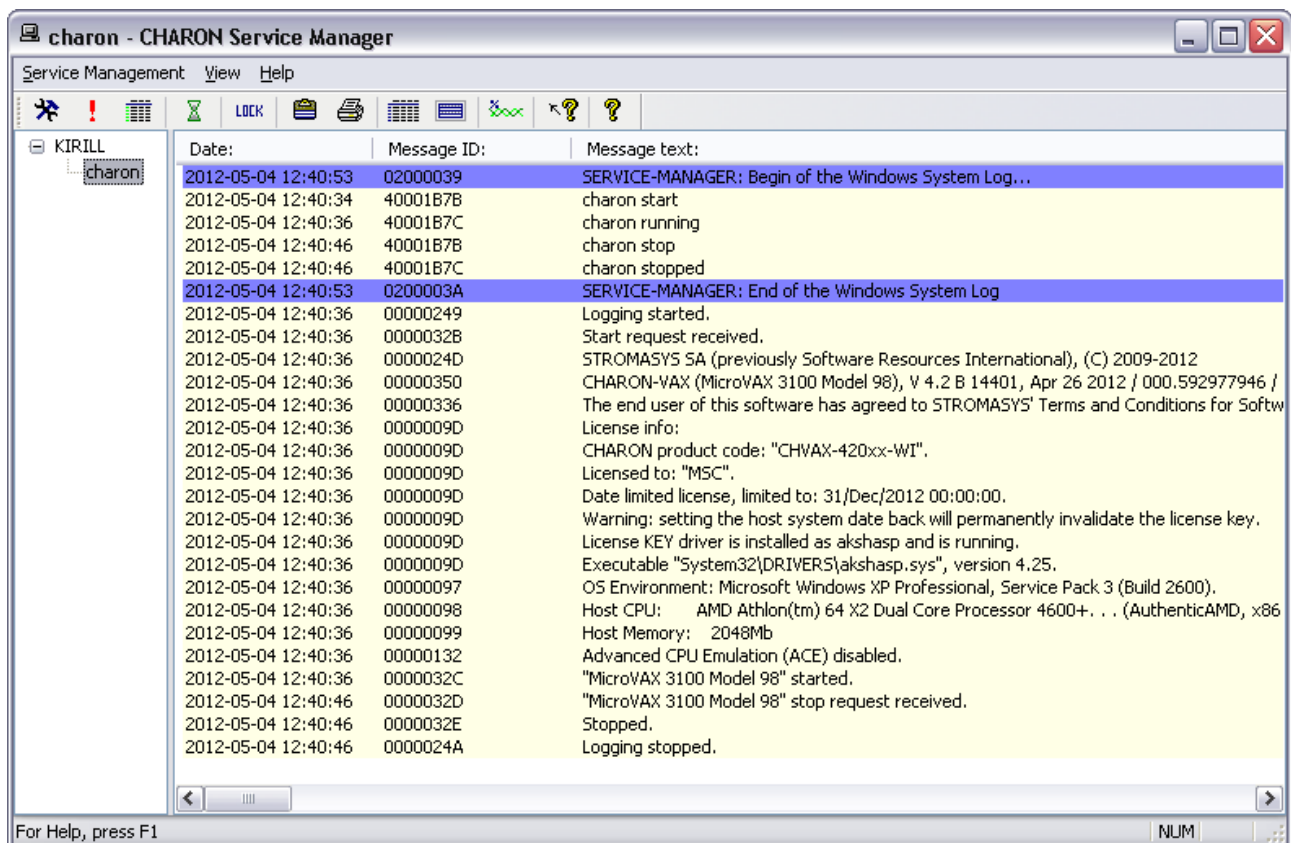 charon - CHARON Service Manager
Service Management View Help
LOCK
KIRILL
charon
Date: Message ID: Message text:
2012-05-04 12:40:53 02000039 SERVICE-MANAGER: Begin of the Windows System Log...
2012-05-04 12:40:34 40001B7B charon start
2012-05-04 12:40:36 40001B7C charon running
2012-05-04 12:40:46 40001B7B charon stop
2012-05-04 12:40:46 40001B7C charon stopped
2012-05-04 12:40:53 0200003A SERVICE-MANAGER: End of the Windows System Log
2012-05-04 12:40:36 00000249 Logging started.
2012-05-04 12:40:36 0000032B Start request received.
2012-05-04 12:40:36 0000024D STROMASYS SA (previously Software Resources International), (C) 2009-2012
2012-05-04 12:40:36 00000350 CHARON-VAX (MicroVAX 3100 Model 98), V 4.2 B 14401, Apr 26 2012 / 000.592977946 /
2012-05-04 12:40:36 00000336 The end user of this software has agreed to STROMASYS' Terms and Conditions for Softw
2012-05-04 12:40:36 0000009D License info:
2012-05-04 12:40:36 0000009D CHARON product code: "CHVAX-420xx-WI".
2012-05-04 12:40:36 0000009D Licensed to: "MSC".
2012-05-04 12:40:36 0000009D Date limited license, limited to: 31/Dec/2012 00:00:00.
2012-05-04 12:40:36 0000009D Warning: setting the host system date back will permanently invalidate the license key.
2012-05-04 12:40:36 0000009D License KEY driver is installed as akshasp and is running.
2012-05-04 12:40:36 0000009D Executable "System32\DRIVERS\akshasp.sys", version 4.25.
2012-05-04 12:40:36 00000097 OS Environment: Microsoft Windows XP Professional, Service Pack 3 (Build 2600).
2012-05-04 12:40:36 00000098 Host CPU: AMD Athlon(tm) 64 X2 Dual Core Processor 4600+. . . (AuthenticAMD, x86
2012-05-04 12:40:36 00000099 Host Memory: 2048Mb
2012-05-04 12:40:36 00000132 Advanced CPU Emulation (ACE) disabled.
2012-05-04 12:40:36 0000032C "MicroVAX 3100 Model 98" started.
2012-05-04 12:40:46 0000032D "MicroVAX 3100 Model 98" stop request received.
2012-05-04 12:40:46 0000032E Stopped.
2012-05-04 12:40:46 0000024A Logging stopped.
For Help, press F1 NUM